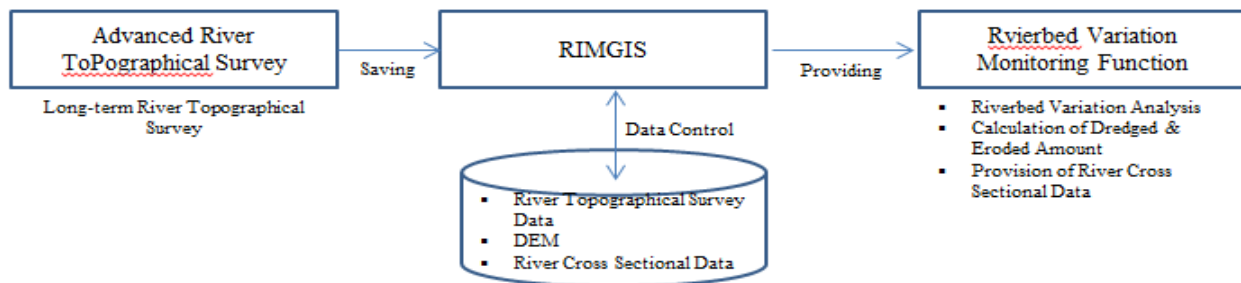 Advanced River
ToPographical Survey
Long-term River Topographical
Survey
Saving
RIMGIS
Data Control
▪ River Topographical Survey
Data
▪ DEM
▪ River Cross Sectional Data
Providing
Rvierbed Variation
Monitoring Function
▪ Riverbed Variation Analysis
▪ Calculation of Dredged &
Eroded Amount
▪ Provision of River Cross
Sectional Data